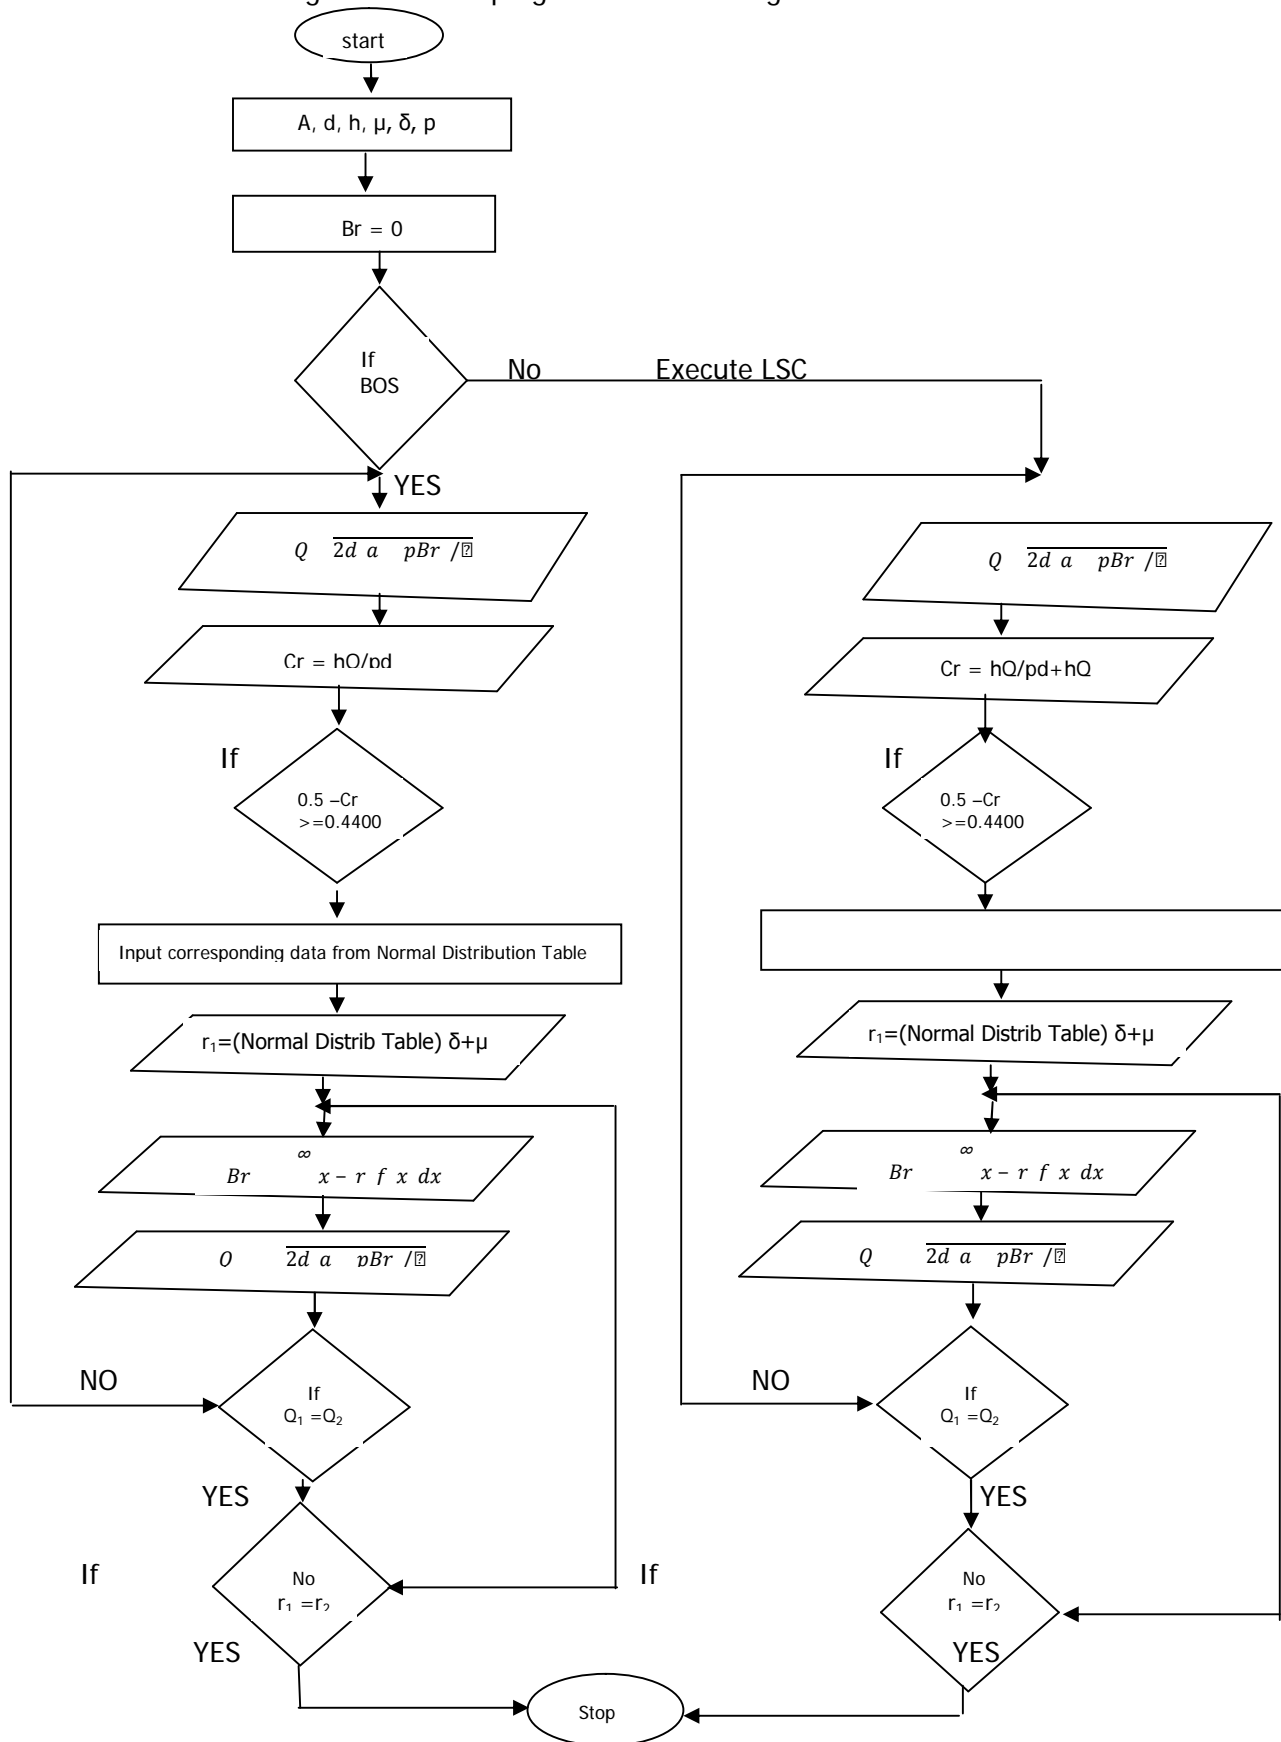 start
A, d, h, μ, δ, p
Br = 0
If
BOS
No
Execute LSC
YES
Q 2d a pBr /
Cr = hQ/pd
If
0.5 –Cr
>=0.4400
Input corresponding data from Normal Distribution Table
r₁=(Normal Distrib Table) δ+μ
∞
Br x – r f x dx
Q 2d a pBr /
NO
If
Q₁ =Q₂
YES
If
No
r₁ =r₂
YES
Q 2d a pBr /
Cr = hQ/pd+hQ
If
0.5 –Cr
>=0.4400
r₁=(Normal Distrib Table) δ+μ
∞
Br x – r f x dx
Q 2d a pBr /
NO
If
Q₁ =Q₂
YES
If
No
r₁ =r₂
YES
Stop